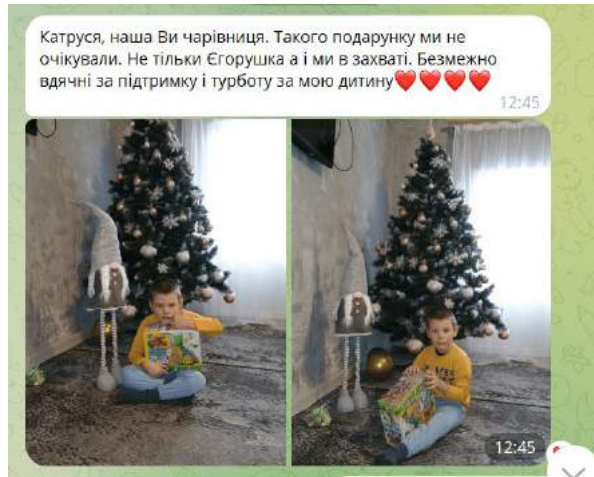 Катруся, наша Ви чарівниця. Такого подарунку ми не
очікували. Не тільки Єгорушка а і ми в захваті. Безмежно
вдячні за підтримку і турботу за мою дитину❤️❤️❤️❤️
12:45
12:45